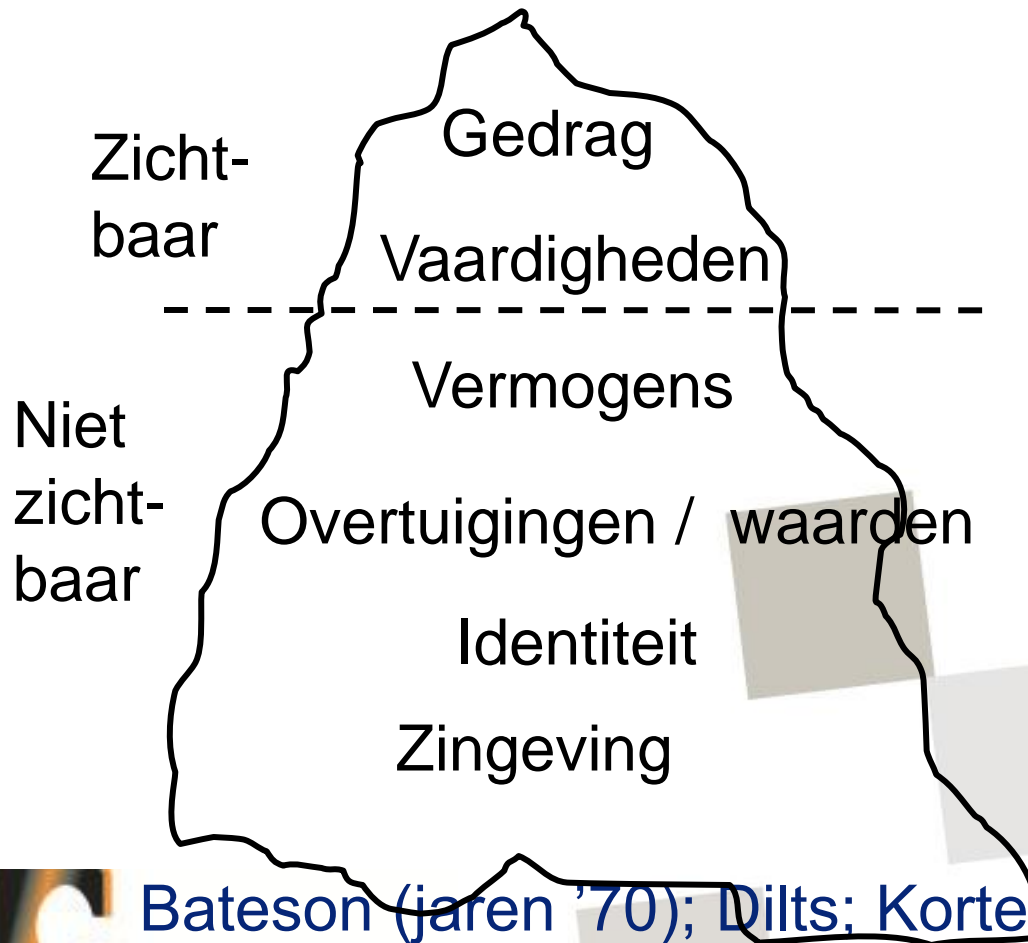 Gedrag
Zicht-
baar
Vaardigheden
Vermogens
Niet
zicht-
baar
Overtuigingen / waarden
Identiteit
Zingeving
Bateson (jaren ’70); Dilts; Korte